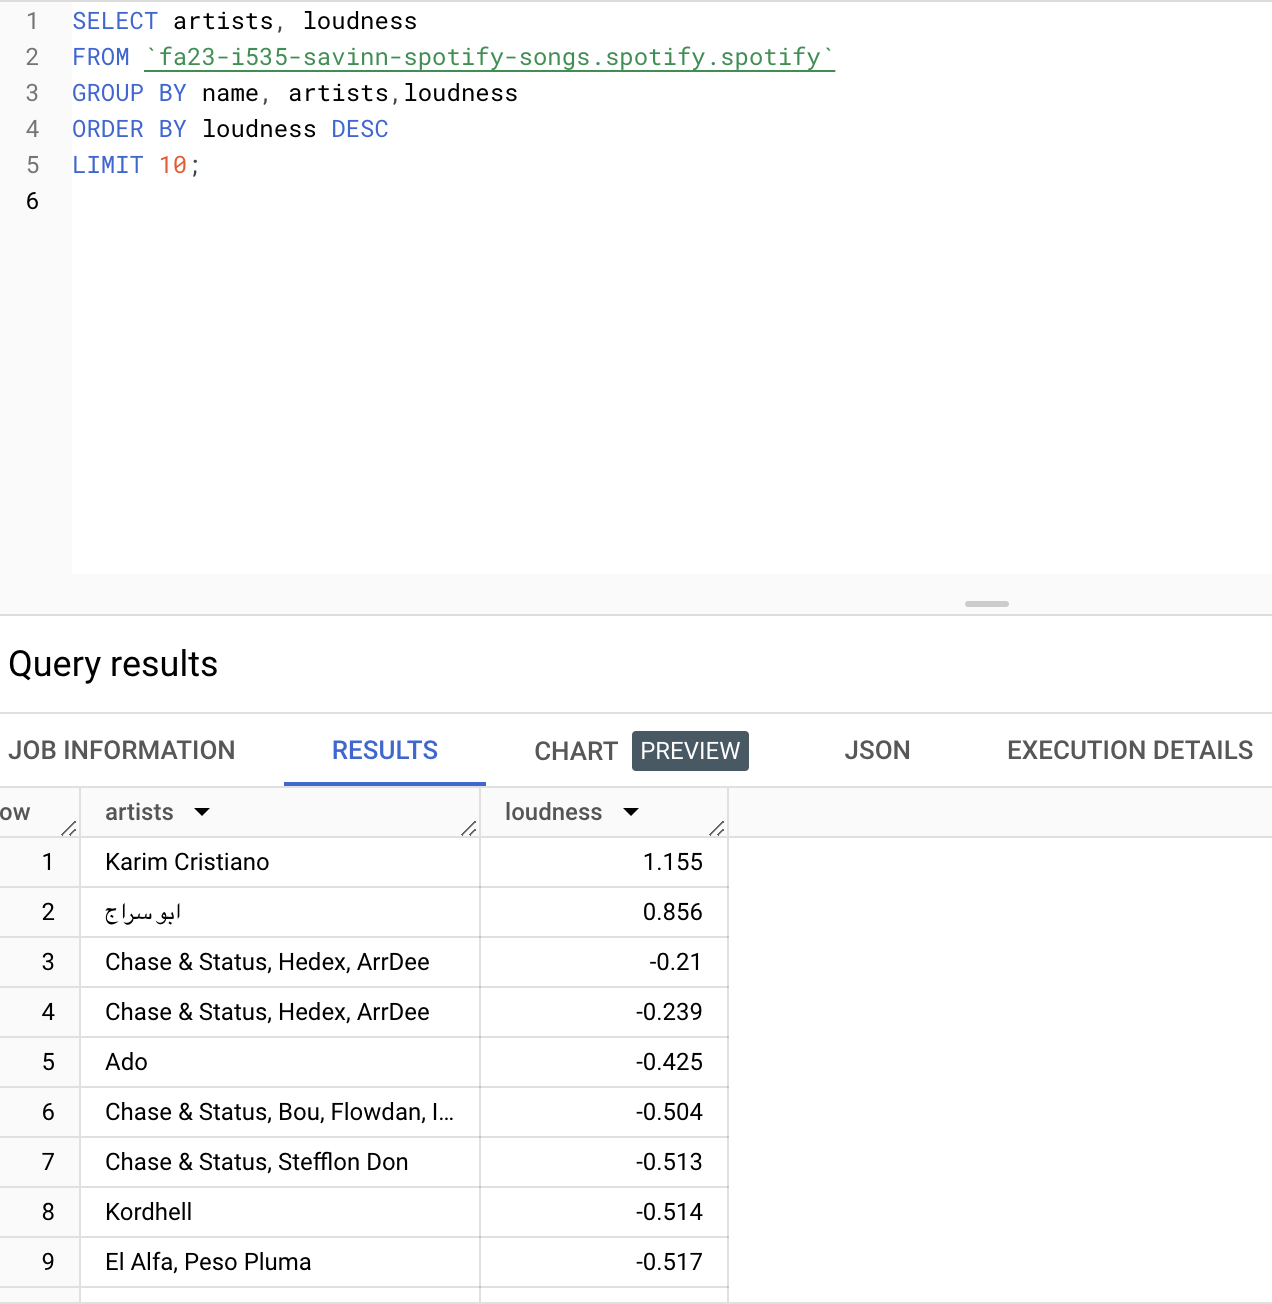 1 SELECT artists, loudness
2 FROM `fa23-i535-savinn-spotify-songs.spotify.spotify`
3 GROUP BY name, artists,loudness
4 ORDER BY loudness DESC
5 LIMIT 10;
6
Query results
JOB INFORMATION RESULTS CHART PREVIEW JSON EXECUTION DETAILS
ow artists loudness
1 Karim Cristiano 1.155
2 ابو سراج 0.856
3 Chase & Status, Hedex, ArrDee -0.21
4 Chase & Status, Hedex, ArrDee -0.239
5 Ado -0.425
6 Chase & Status, Bou, Flowdan, I... -0.504
7 Chase & Status, Stefflon Don -0.513
8 Kordhell -0.514
9 El Alfa, Peso Pluma -0.517